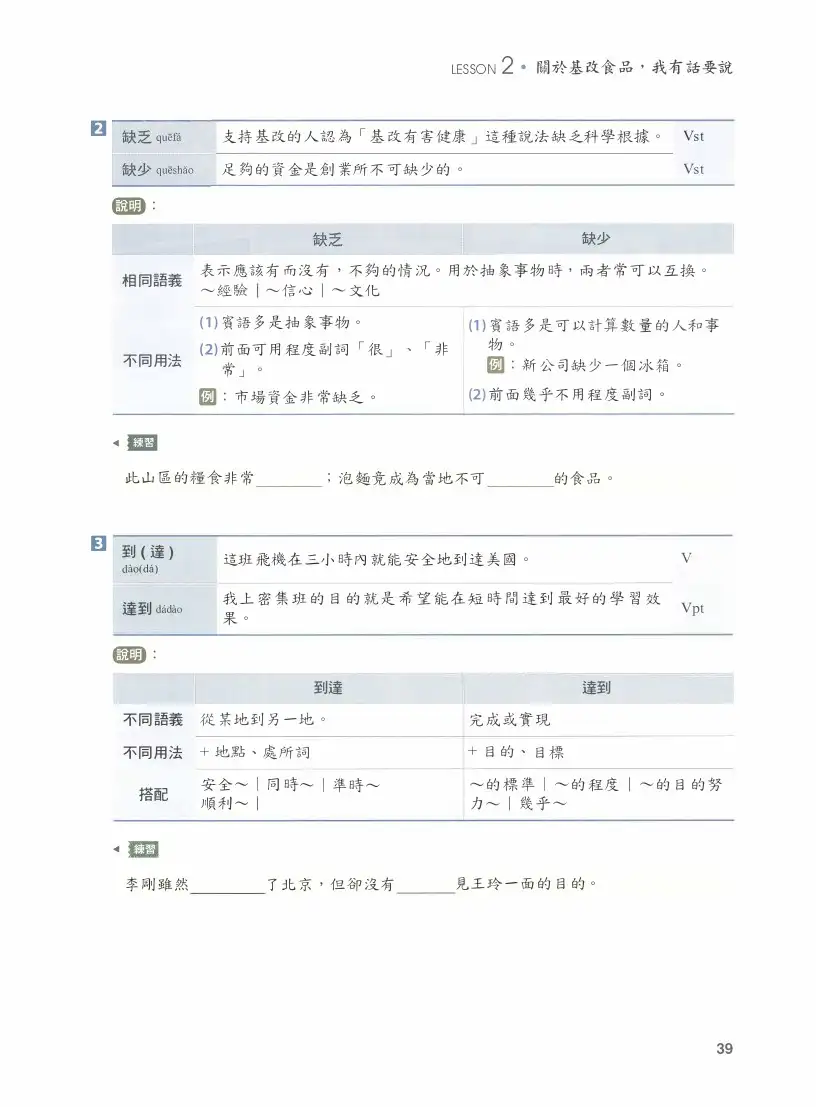 LESSON 2 • 關於基改食品，我有話要說
2
缺乏 quēfá 支持基改的人認為「基改有害健康」這種說法缺乏科學根據。 Vst
缺少 quēshǎo 足夠的資金是創業所不可缺少的。 Vst
說明：
缺乏 缺少
相同語義 表示應該有而沒有，不夠的情況。用於抽象事物時，兩者常可以互換。
～經驗｜～信心｜～文化
不同用法
(1)賓語多是抽象事物。
(2)前面可用程度副詞「很」、「非
常」。
例：市場資金非常缺乏。
(1)賓語多是可以計算數量的人和事
物。
例：新公司缺少一個冰箱。
(2)前面幾乎不用程度副詞。
練習
此山區的糧食非常________；泡麵竟成為當地不可________的食品。
3
到(達)
dào(dá)
這班飛機在三小時內就能安全地到達美國。 V
達到 dádào
我上密集班的目的就是希望能在短時間達到最好的學習效
果。
Vpt
說明：
到達 達到
不同語義 從某地到另一地。 完成或實現
不同用法 + 地點、處所詞 + 目的、目標
搭配
安全～｜同時～｜準時～
順利～｜
～的標準｜～的程度｜～的目的努
力～｜幾乎～
練習
李剛雖然_________了北京，但卻沒有_______見王玲一面的目的。
39